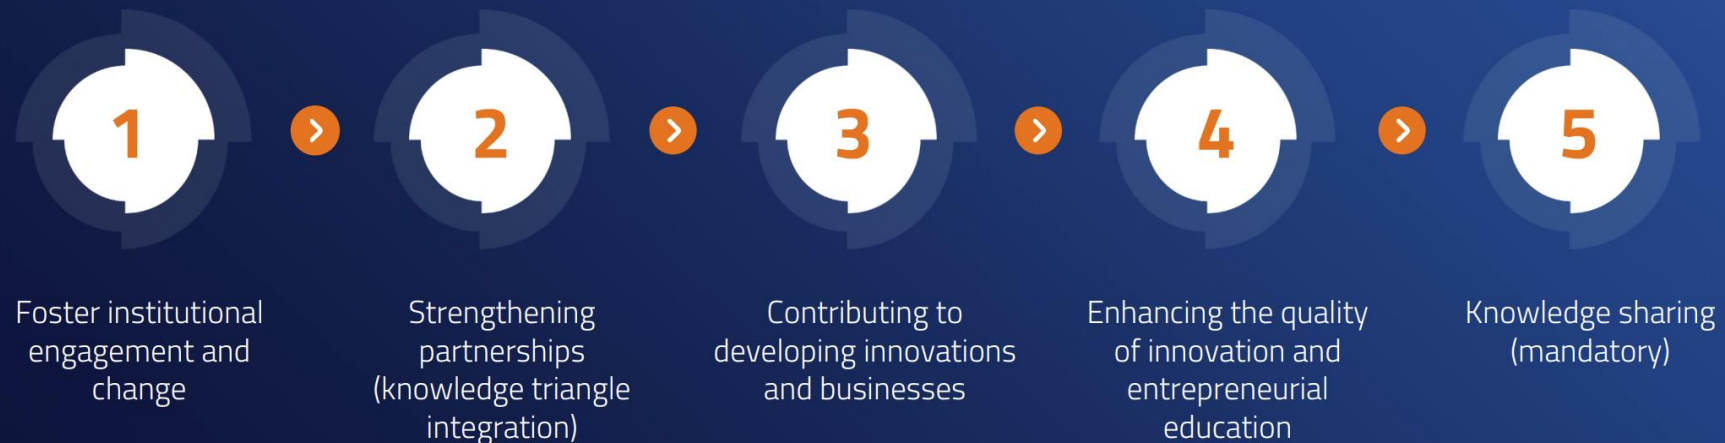 1
2
3
4
5
Foster institutional
engagement and
change
Strengthening
partnerships
(knowledge triangle
integration)
Contributing to
developing innovations
and businesses
Enhancing the quality
of innovation and
entrepreneurial
education
Knowledge sharing
(mandatory)